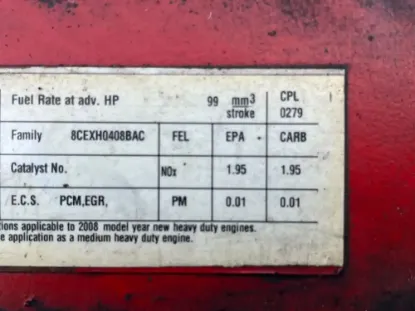 Fuel Rate at adv. HP 99 mm3 stroke CPL 0279
Family 8CEXH0408BAC FEL EPA CARB
Catalyst No. NOx 1.95 1.95
E.C.S. PCM,EGR, PM 0.01 0.01
tions applicable to 2008 model year new heavy duty engines.
e application as a medium heavy duty engine.